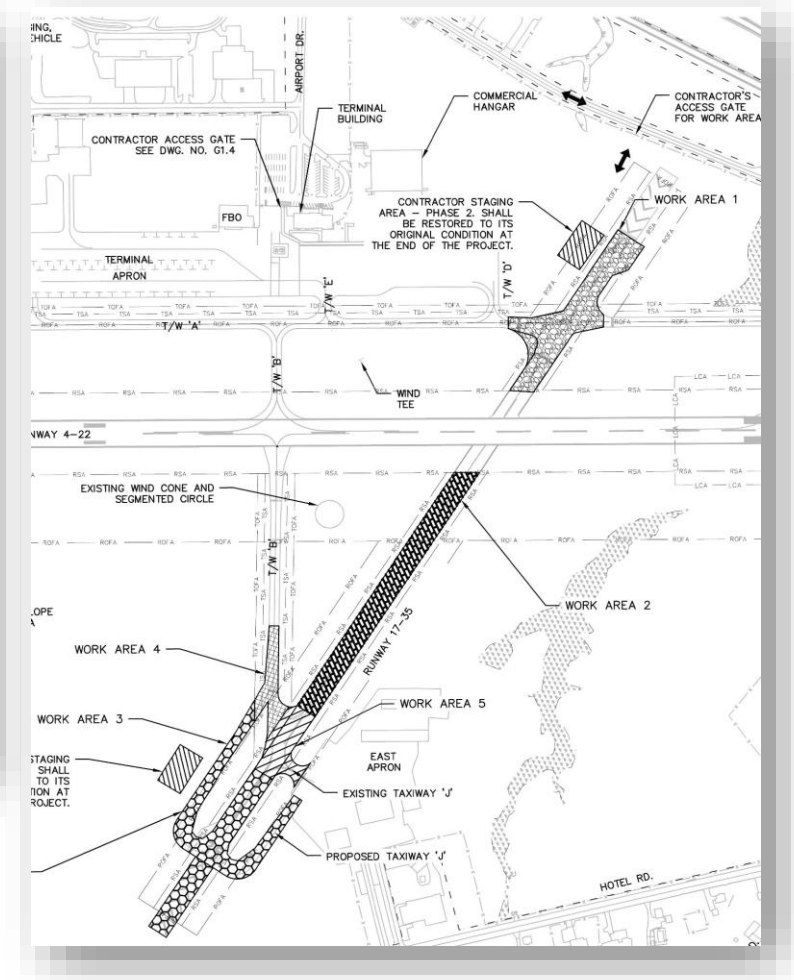 ING,
EHICLE
AIRPORT DR.
TERMINAL
BUILDING
COMMERCIAL
HANGAR
CONTRACTOR'S
ACCESS GATE
FOR WORK AREA
CONTRACTOR ACCESS GATE
SEE DWG. NO. G1.4
FBO
CONTRACTOR STAGING
AREA – PHASE 2. SHALL
BE RESTORED TO ITS
ORIGINAL CONDITION AT
THE END OF THE PROJECT.
WORK AREA 1
TERMINAL
APRON
T/W 'E'
T/W 'D'
TOFA
TSA
ROFA
T/W 'A'
T/W 'B'
WIND
TEE
RSA
LCA
NWAY 4-22
EXISTING WIND CONE AND
SEGMENTED CIRCLE
T/W 'B'
WORK AREA 2
LOPE
A
RUNWAY 17-35
WORK AREA 4
WORK AREA 3
WORK AREA 5
STAGING
SHALL
TO ITS
TION AT
ROJECT.
EAST
APRON
EXISTING TAXIWAY 'J'
PROPOSED TAXIWAY 'J'
HOTEL RD.